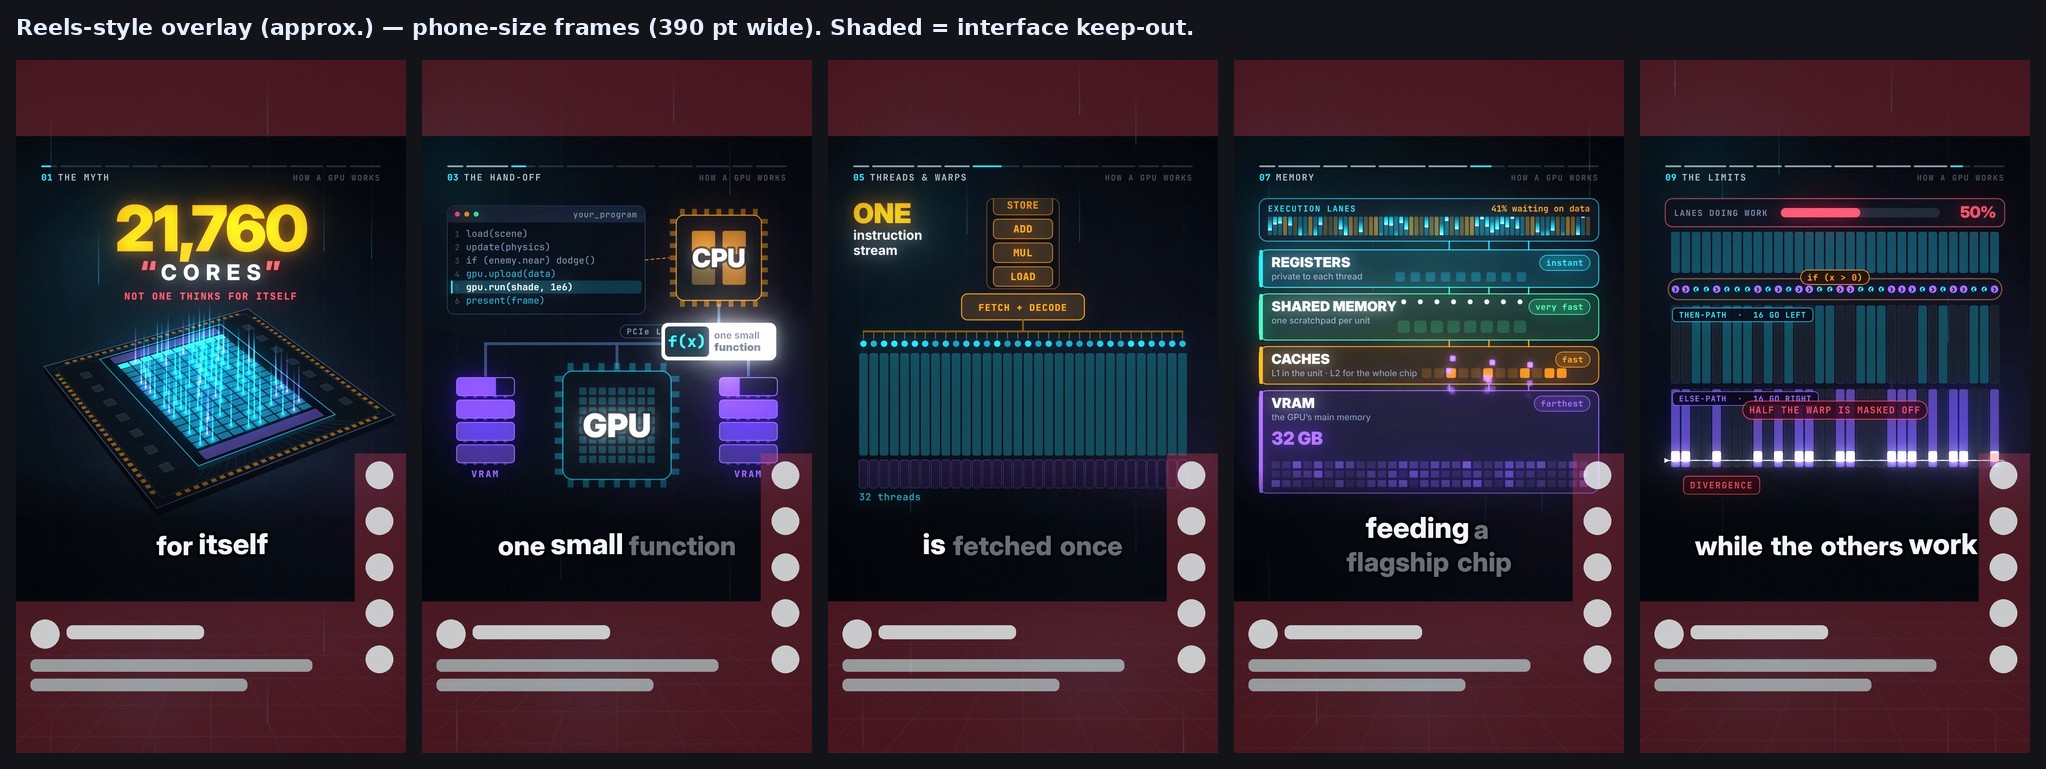 Reels-style overlay (approx.) — phone-size frames (390 pt wide). Shaded = interface keep-out.
01 THE MYTH
HOW A GPU WORKS
21,760
“CORES”
NOT ONE THINKS FOR ITSELF
for itself
03 THE HAND-OFF
HOW A GPU WORKS
your_program
1 load(scene)
2 update(physics)
3 if (enemy.near) dodge()
4 gpu.upload(data)
5 gpu.run(shade, 1e6)
6 present(frame)
CPU
PCIe L
f(x)
one small
function
GPU
VRAM
VRAM
one small function
05 THREADS & WARPS
HOW A GPU WORKS
ONE
instruction
stream
STORE
ADD
MUL
LOAD
FETCH + DECODE
32 threads
is fetched once
07 MEMORY
HOW A GPU WORKS
EXECUTION LANES
41% waiting on data
REGISTERS
private to each thread
instant
SHARED MEMORY
one scratchpad per unit
very fast
CACHES
L1 in the unit · L2 for the whole chip
fast
VRAM
the GPU's main memory
farthest
32 GB
feeding a
flagship chip
09 THE LIMITS
HOW A GPU WORKS
LANES DOING WORK
50%
if (x > 0)
THEN-PATH · 16 GO LEFT
ELSE-PATH · 16 GO RIGHT
HALF THE WARP IS MASKED OFF
DIVERGENCE
while the others work